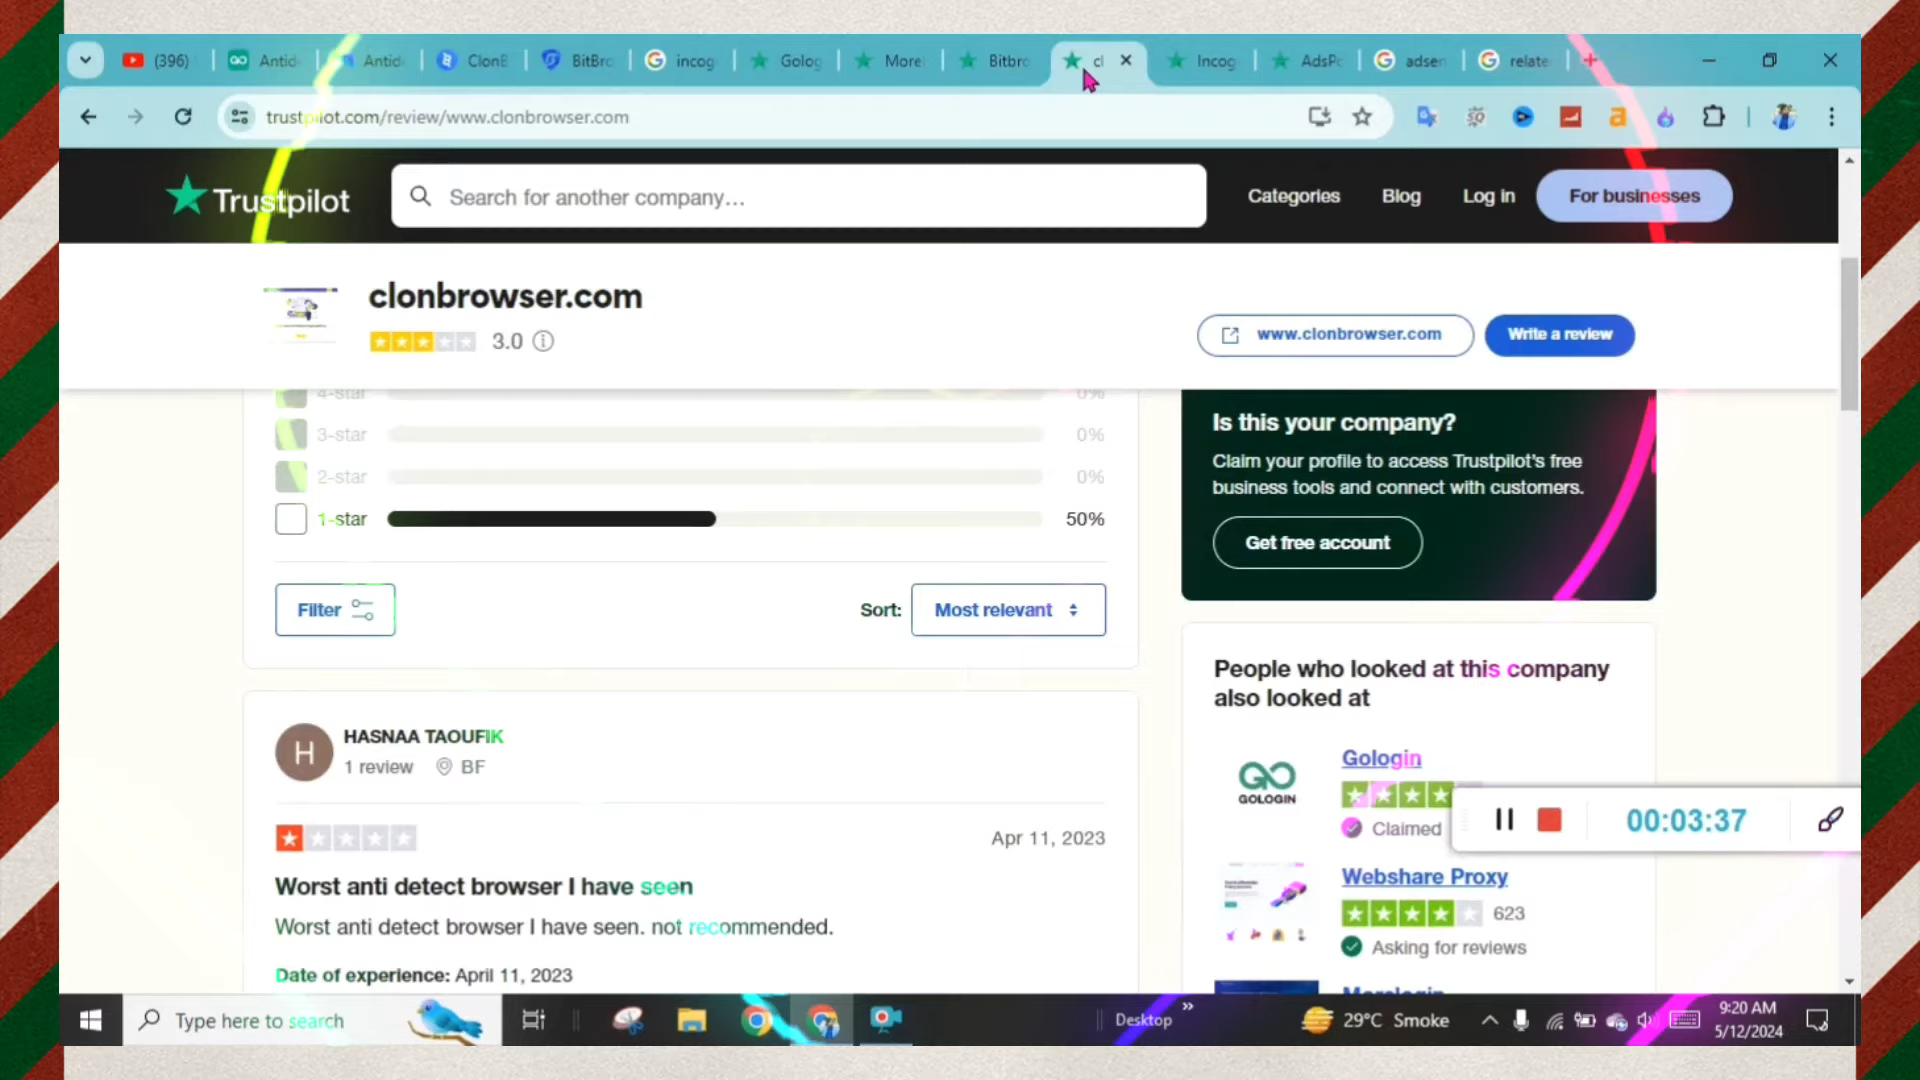 (396)
Antid
Antid
ClonB
BitBro
incog
Golog
More
Bitbro
cl
Incog
AdsPo
adsen
relate
trustpilot.com/review/www.clonbrowser.com
Trustpilot
Search for another company...
Categories
Blog
Log in
For businesses
clonbrowser.com
3.0
www.clonbrowser.com
Write a review
4-star
0%
3-star
0%
2-star
0%
1-star
50%
Filter
Sort:
Most relevant
Is this your company?
Claim your profile to access Trustpilot's free
business tools and connect with customers.
Get free account
H
HASNAA TAOUFIK
1 review
BF
Apr 11, 2023
Worst anti detect browser I have seen
Worst anti detect browser I have seen. not recommended.
Date of experience: April 11, 2023
People who looked at this company
also looked at
GOLOGIN
Gologin
Claimed
Webshare Proxy
623
Asking for reviews
Morelogin
00:03:37
Type here to search
Desktop
29°C Smoke
9:20 AM
5/12/2024